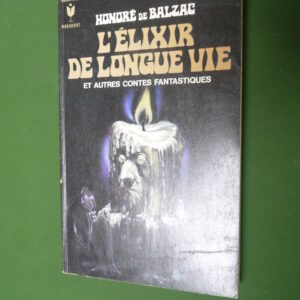 MARABOUT
HONORÉ DE BALZAC
L'ÉLIXIR
DE LONGUE VIE
ET AUTRES CONTES FANTASTIQUES